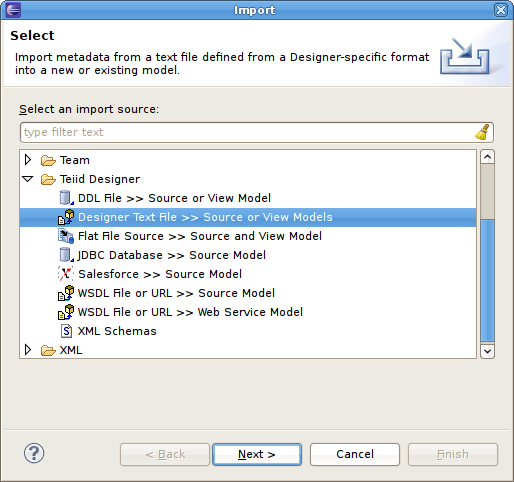 Import
Select
Import metadata from a text file defined from a Designer-specific format
into a new or existing model.
Select an import source:
type filter text
Team
Teiid Designer
DDL File >> Source or View Model
Designer Text File >> Source or View Models
Flat File Source >> Source and View Model
JDBC Database >> Source Model
Salesforce >> Source Model
WSDL File or URL >> Source Model
WSDL File or URL >> Web Service Model
XML Schemas
XML
< Back
Next >
Cancel
Finish